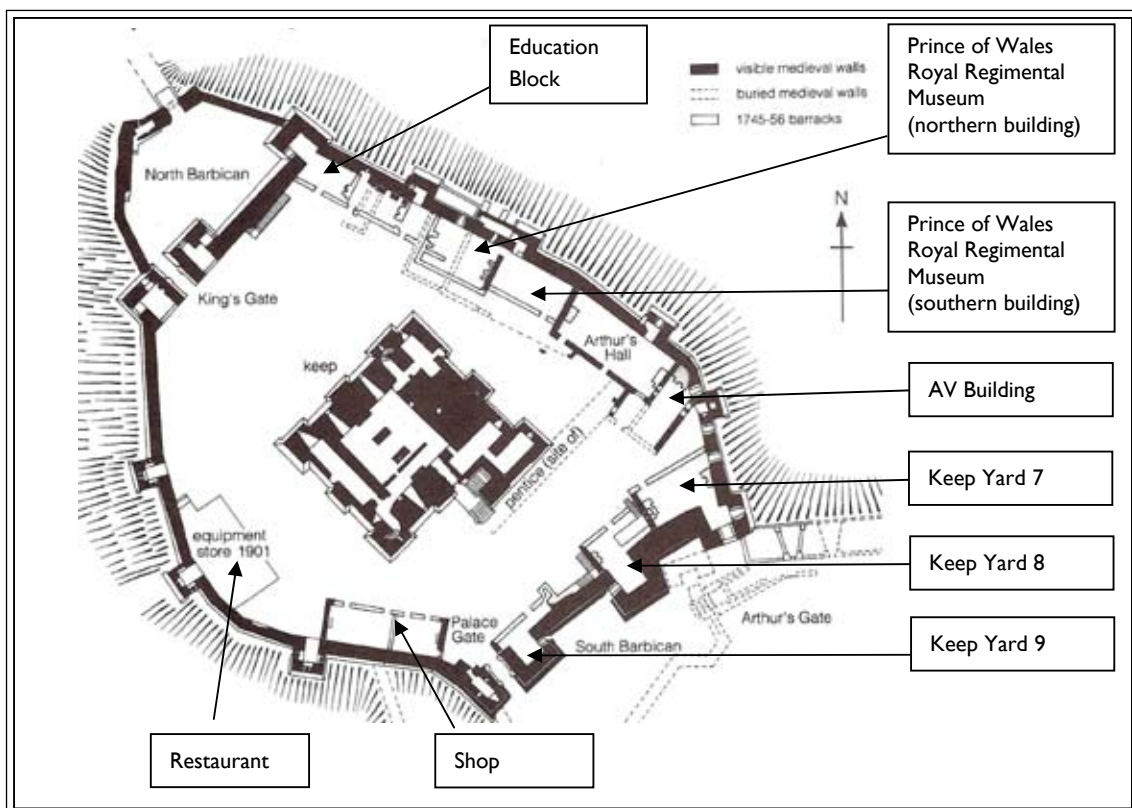 Education
Block
Prince of Wales
Royal Regimental
Museum
(northern building)
visible medieval walls
buried medieval walls
1745-56 barracks
North Barbican
N
Prince of Wales
Royal Regimental
Museum
(southern building)
King's Gate
Arthur's
Hall
keep
AV Building
pentice (site of)
Keep Yard 7
equipment
store 1901
Keep Yard 8
Palace
Gate
Arthur's Gate
South Barbican
Keep Yard 9
Restaurant
Shop